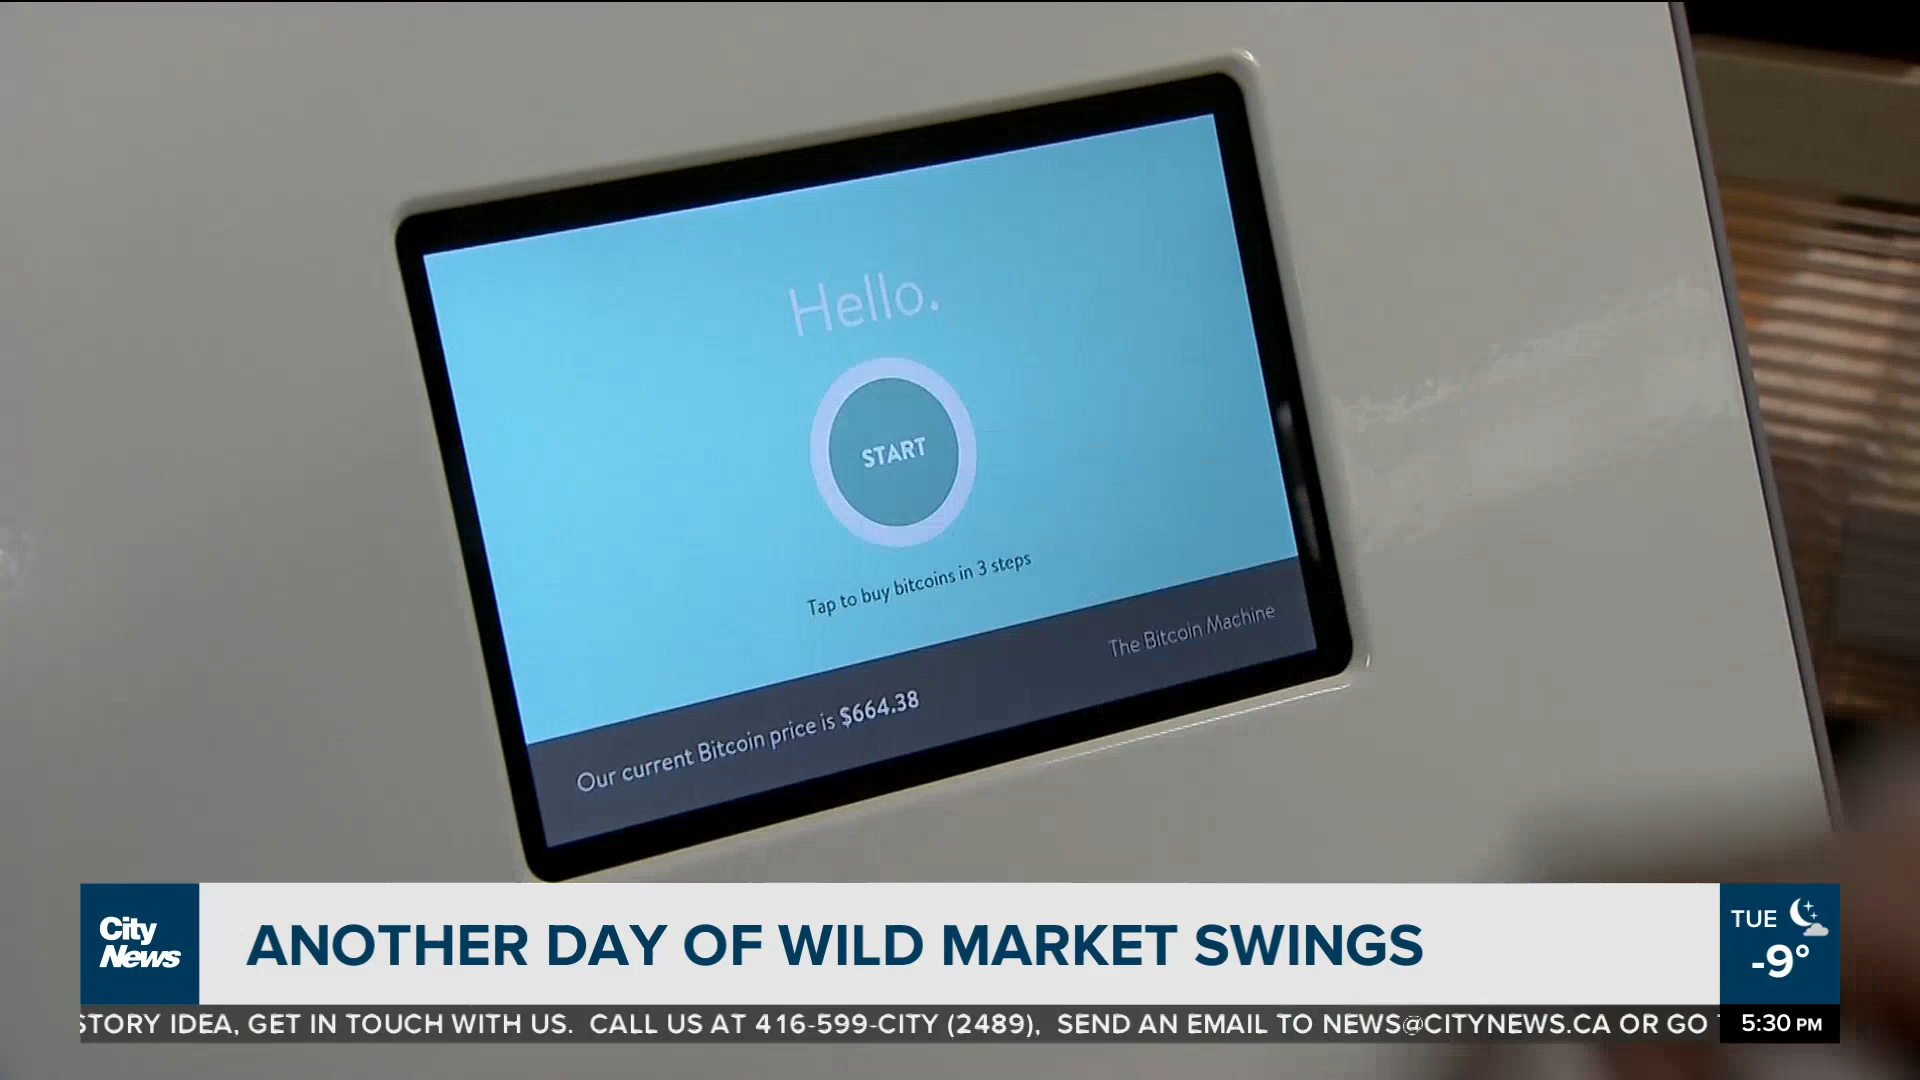 Hello.
START
Tap to buy bitcoins in 3 steps
The Bitcoin Machine
Our current Bitcoin price is $664.38
City
News
ANOTHER DAY OF WILD MARKET SWINGS
TUE
-9°
STORY IDEA, GET IN TOUCH WITH US. CALL US AT 416-599-CITY (2489), SEND AN EMAIL TO NEWS@CITYNEWS.CA OR GO
5:30 PM